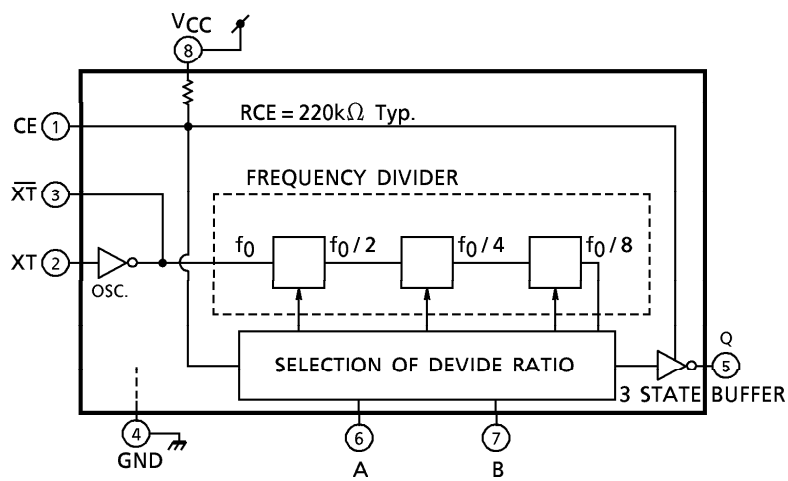 VCC
8
CE 1
RCE = 220kΩ Typ.
X̅T̅ 3
FREQUENCY DIVIDER
f0 f0/2 f0/4 f0/8
XT 2
OSC.
SELECTION OF DEVIDE RATIO
Q
5
3 STATE BUFFER
4
GND
6
A
7
B